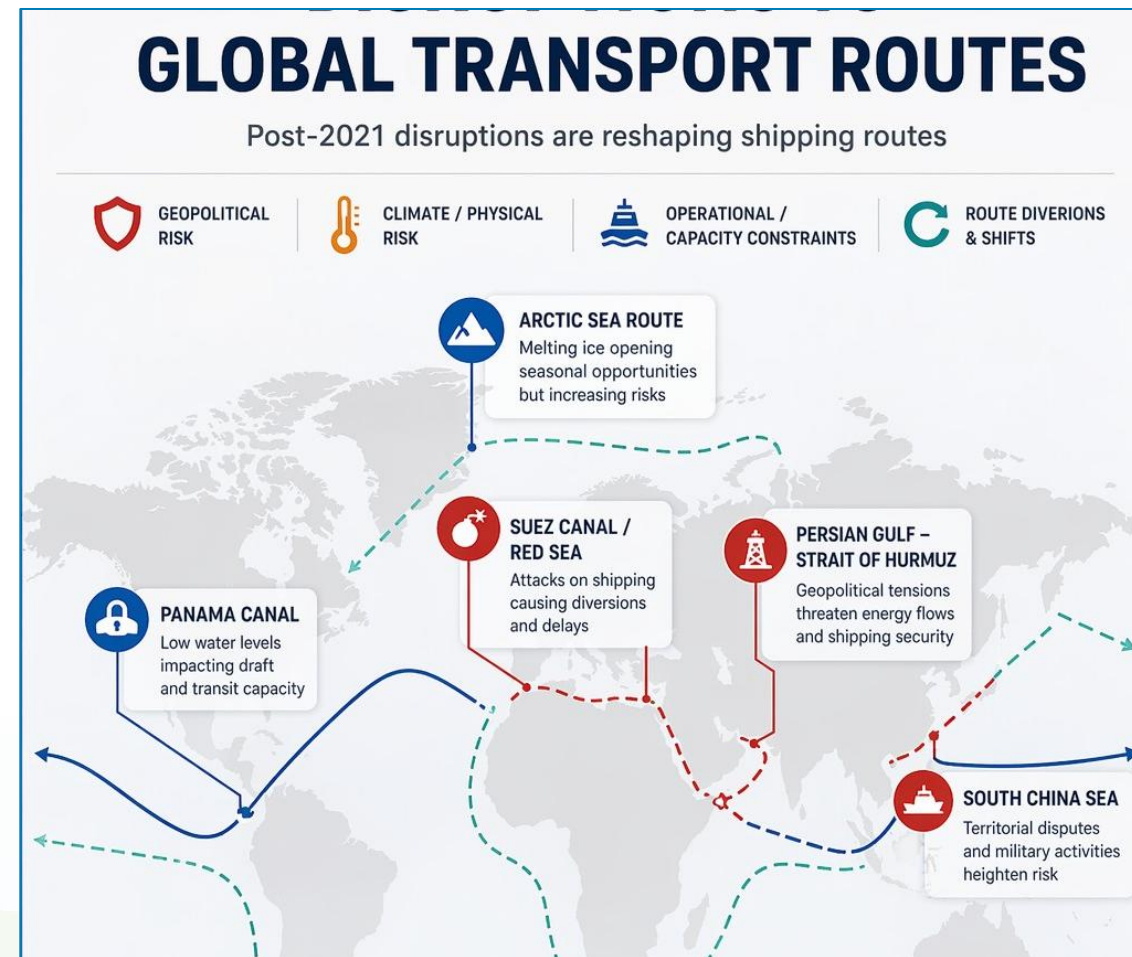 GLOBAL TRANSPORT ROUTES
Post-2021 disruptions are reshaping shipping routes
GEOPOLITICAL
RISK
CLIMATE / PHYSICAL
RISK
OPERATIONAL /
CAPACITY CONSTRAINTS
ROUTE DIVERIONS
& SHIFTS
ARCTIC SEA ROUTE
Melting ice opening
seasonal opportunities
but increasing risks
SUEZ CANAL /
RED SEA
Attacks on shipping
causing diversions
and delays
PERSIAN GULF –
STRAIT OF HURMUZ
Geopolitical tensions
threaten energy flows
and shipping security
PANAMA CANAL
Low water levels
impacting draft
and transit capacity
SOUTH CHINA SEA
Territorial disputes
and military activities
heighten risk